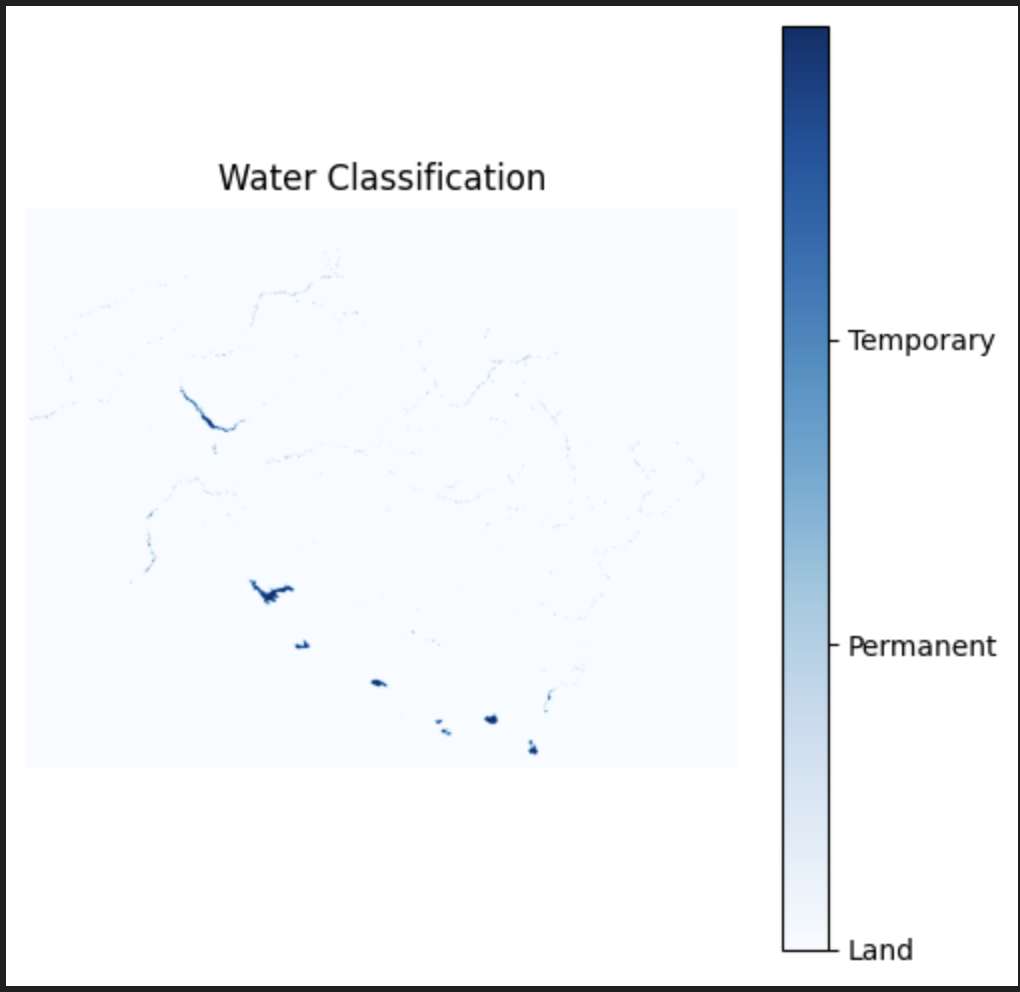 Water Classification
Temporary
Permanent
Land